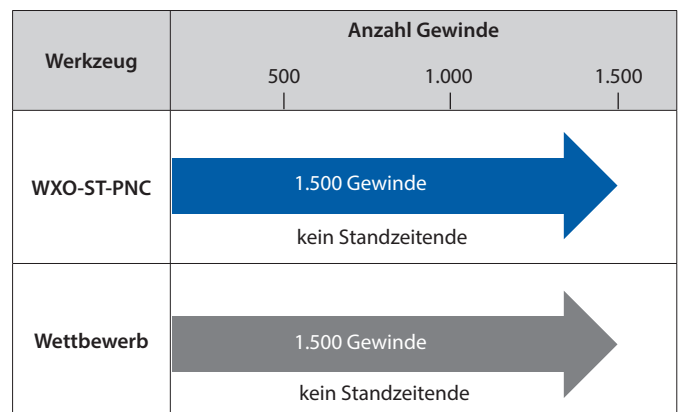 Werkzeug
Anzahl Gewinde
500 1.000 1.500
WXO-ST-PNC
1.500 Gewinde
kein Standzeitende
Wettbewerb
1.500 Gewinde
kein Standzeitende